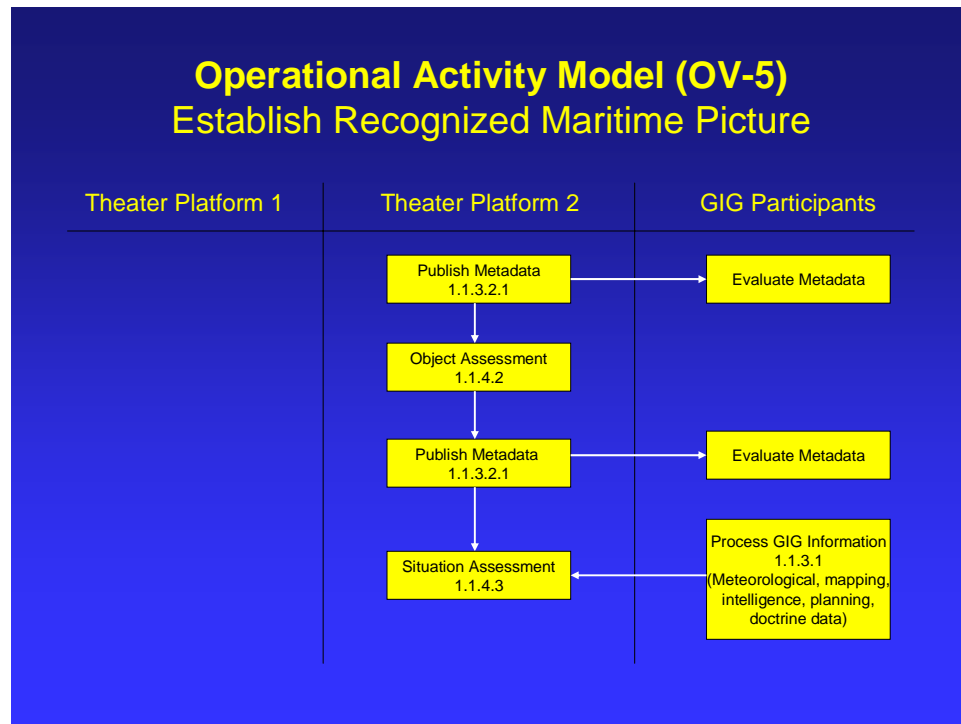 Operational Activity Model (OV-5)
Establish Recognized Maritime Picture
Theater Platform 1
Theater Platform 2
GIG Participants
Publish Metadata
1.1.3.2.1
Evaluate Metadata
Object Assessment
1.1.4.2
Publish Metadata
1.1.3.2.1
Evaluate Metadata
Situation Assessment
1.1.4.3
Process GIG Information
1.1.3.1
(Meteorological, mapping,
intelligence, planning,
doctrine data)